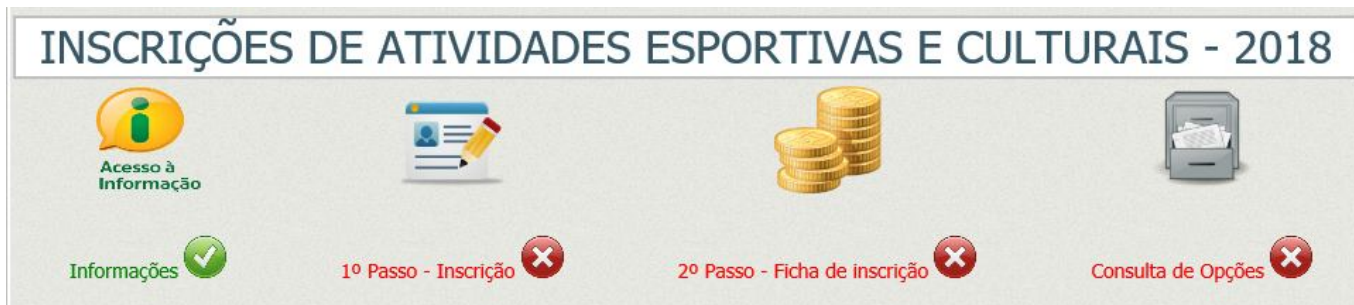 INSCRIÇÕES DE ATIVIDADES ESPORTIVAS E CULTURAIS - 2018
Acesso à
Informação
Informações
1º Passo - Inscrição
2º Passo - Ficha de inscrição
Consulta de Opções